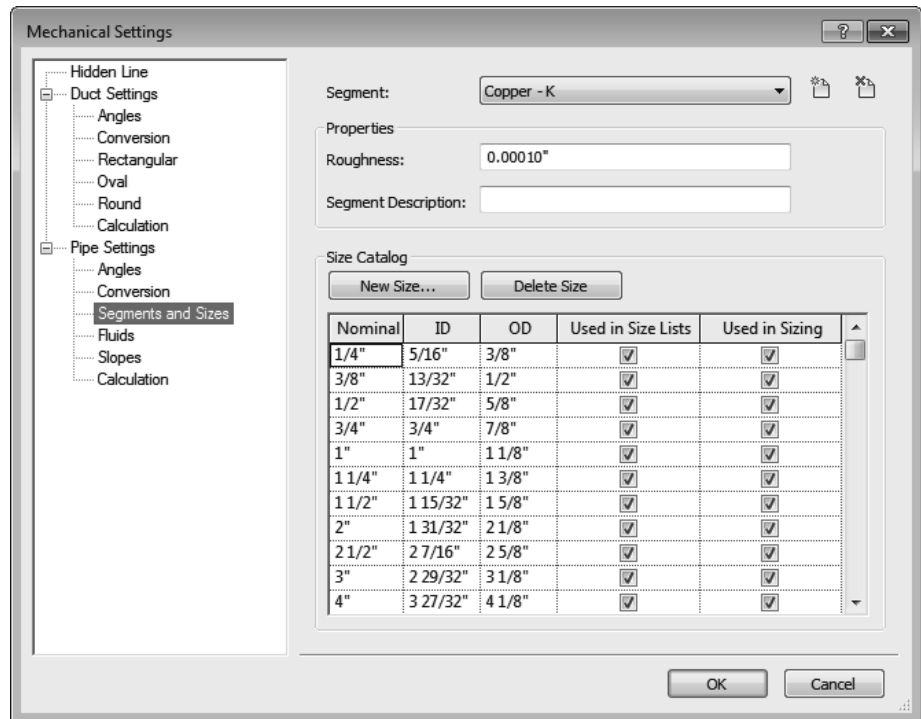 Mechanical Settings
Hidden Line
Duct Settings
Angles
Conversion
Rectangular
Oval
Round
Calculation
Pipe Settings
Angles
Conversion
Segments and Sizes
Fluids
Slopes
Calculation
Segment: Copper - K
Properties
Roughness: 0.00010"
Segment Description:
Size Catalog
New Size... Delete Size
Nominal ID OD Used in Size Lists Used in Sizing
1/4" 5/16" 3/8"
3/8" 13/32" 1/2"
1/2" 17/32" 5/8"
3/4" 3/4" 7/8"
1" 1" 1 1/8"
1 1/4" 1 1/4" 1 3/8"
1 1/2" 1 15/32" 1 5/8"
2" 1 31/32" 2 1/8"
2 1/2" 2 7/16" 2 5/8"
3" 2 29/32" 3 1/8"
4" 3 27/32" 4 1/8"
OK Cancel